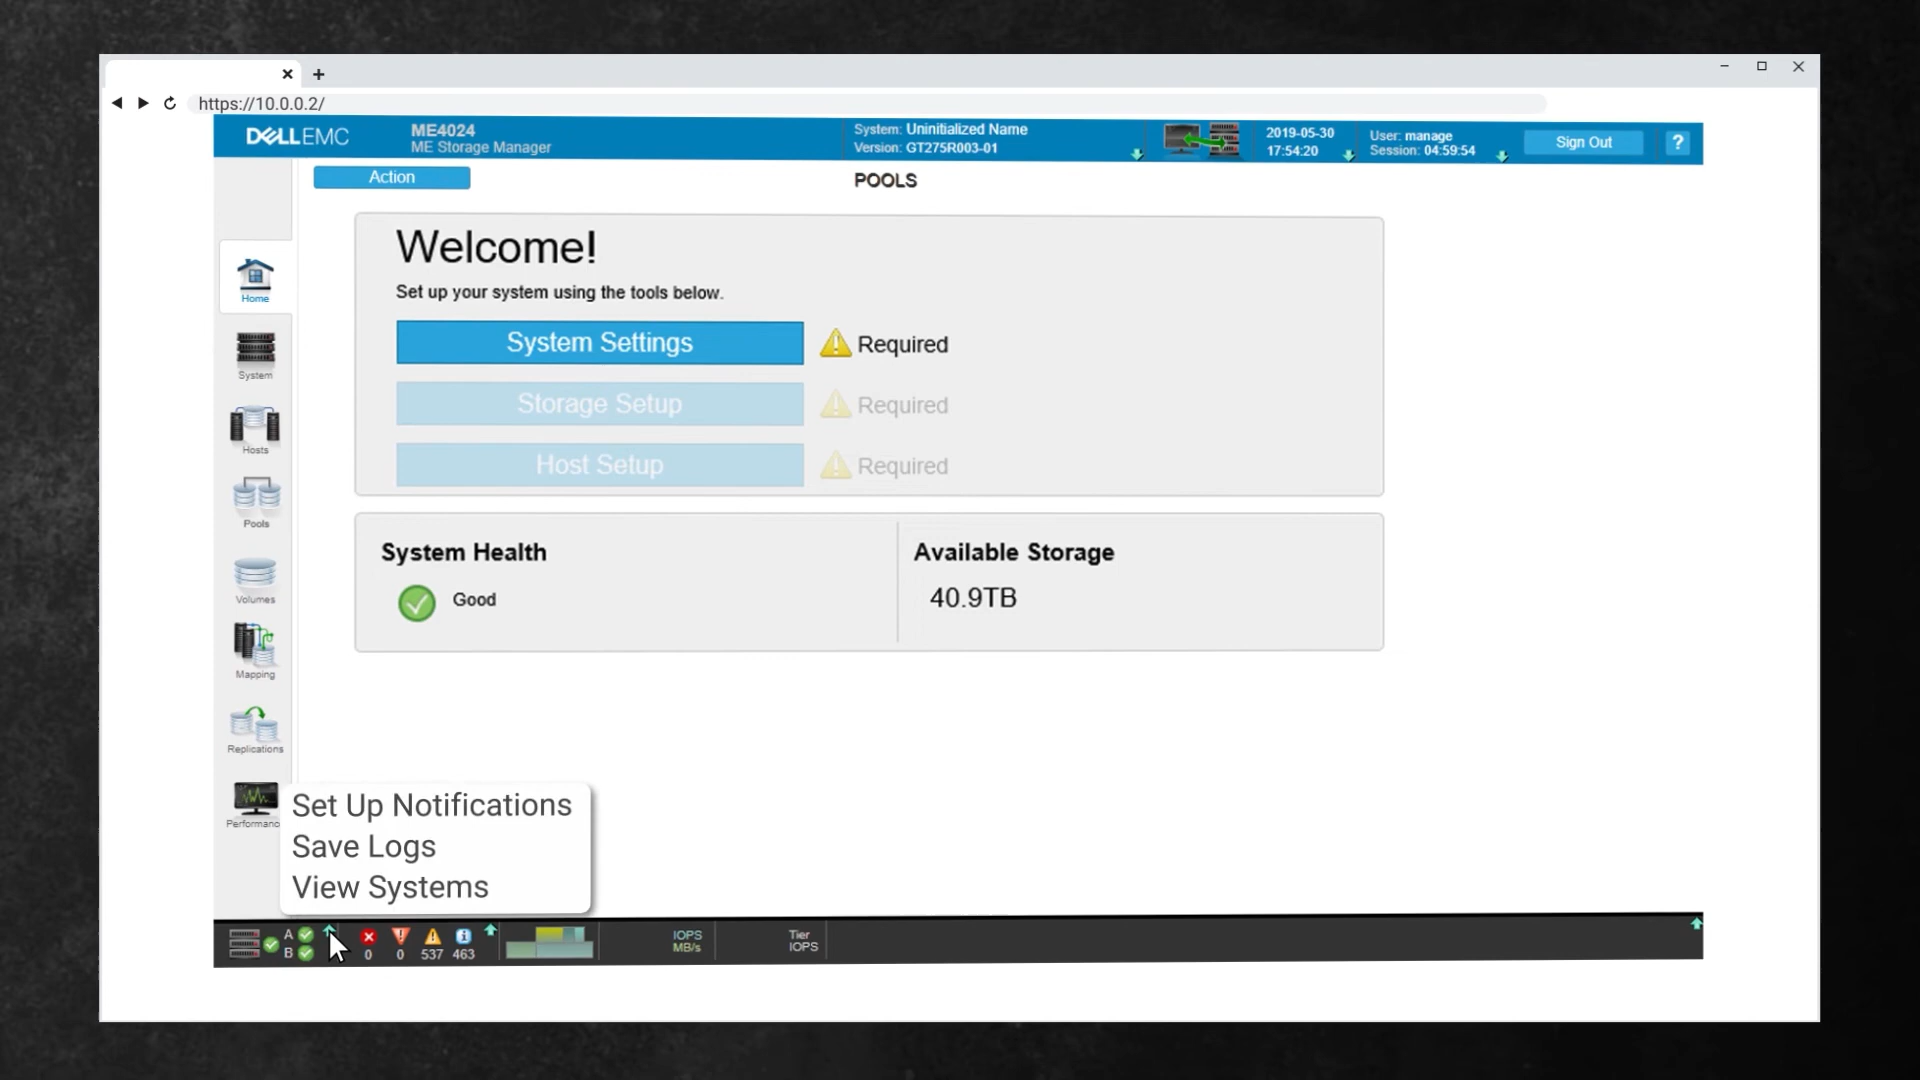 https://10.0.0.2/
DELLEMC
ME4024
ME Storage Manager
System: Uninitialized Name
Version: GT275R003-01
2019-05-30
17:54:20
User: manage
Session: 04:59:54
Sign Out
?
Action
POOLS
Welcome!
Set up your system using the tools below.
System Settings
Required
Storage Setup
Required
Host Setup
Required
System Health
Good
Available Storage
40.9TB
Home
System
Hosts
Pools
Volumes
Mapping
Replications
Performanc
Set Up Notifications
Save Logs
View Systems
A
B
0
0
537
463
IOPS
MB/s
Tier
IOPS